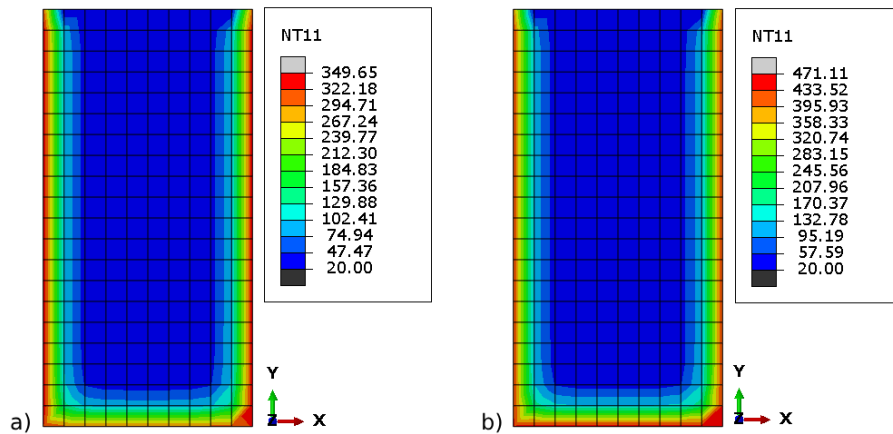 NT11
349.65
322.18
294.71
267.24
239.77
212.30
184.83
157.36
129.88
102.41
74.94
47.47
20.00
Y
Z
X
a)
NT11
471.11
433.52
395.93
358.33
320.74
283.15
245.56
207.96
170.37
132.78
95.19
57.59
20.00
Y
Z
X
b)